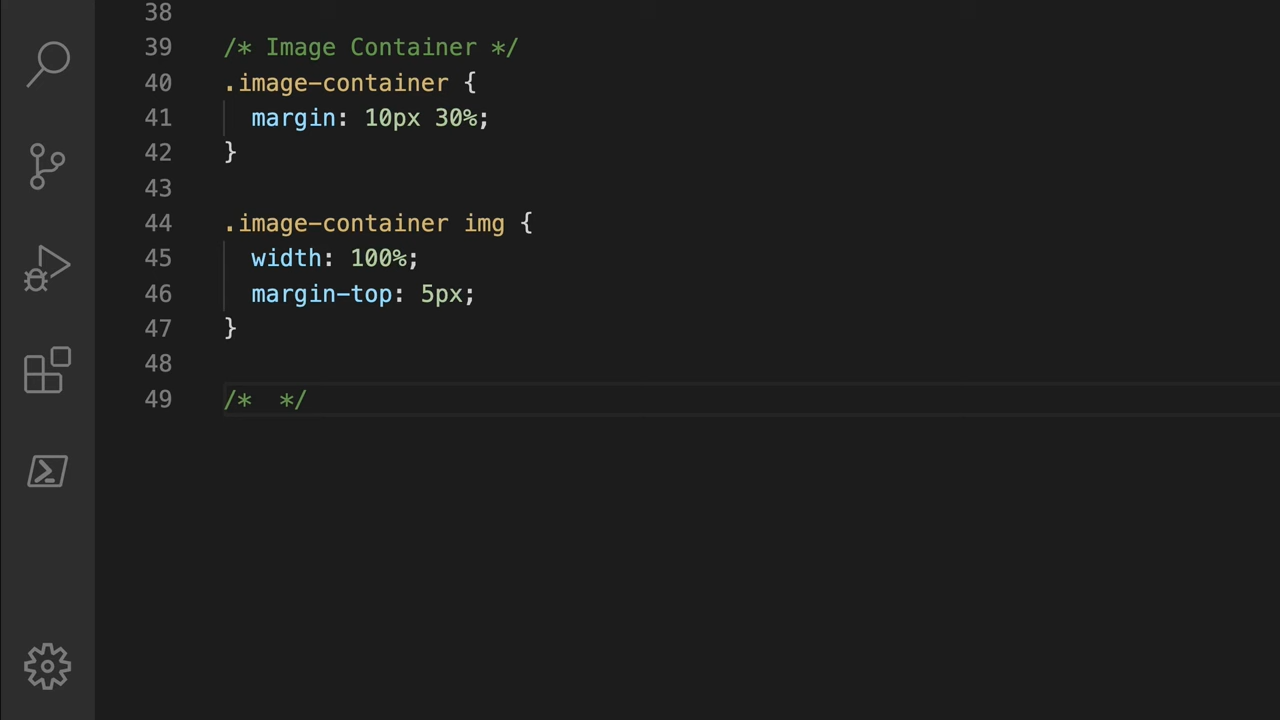 38
39 /* Image Container */
40 .image-container {
41 margin: 10px 30%;
42 }
43
44 .image-container img {
45 width: 100%;
46 margin-top: 5px;
47 }
48
49 /*  */